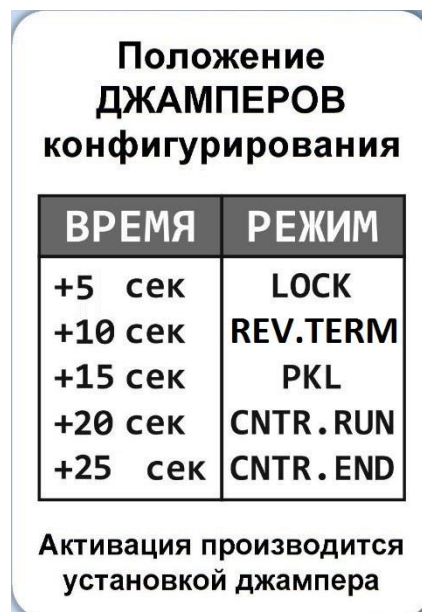 Положение
ДЖАМПЕРОВ
конфигурирования
ВРЕМЯ РЕЖИМ
+5 сек LOCK
+10 сек REV.TERM
+15 сек PKL
+20 сек CNTR.RUN
+25 сек CNTR.END
Активация производится
установкой джампера